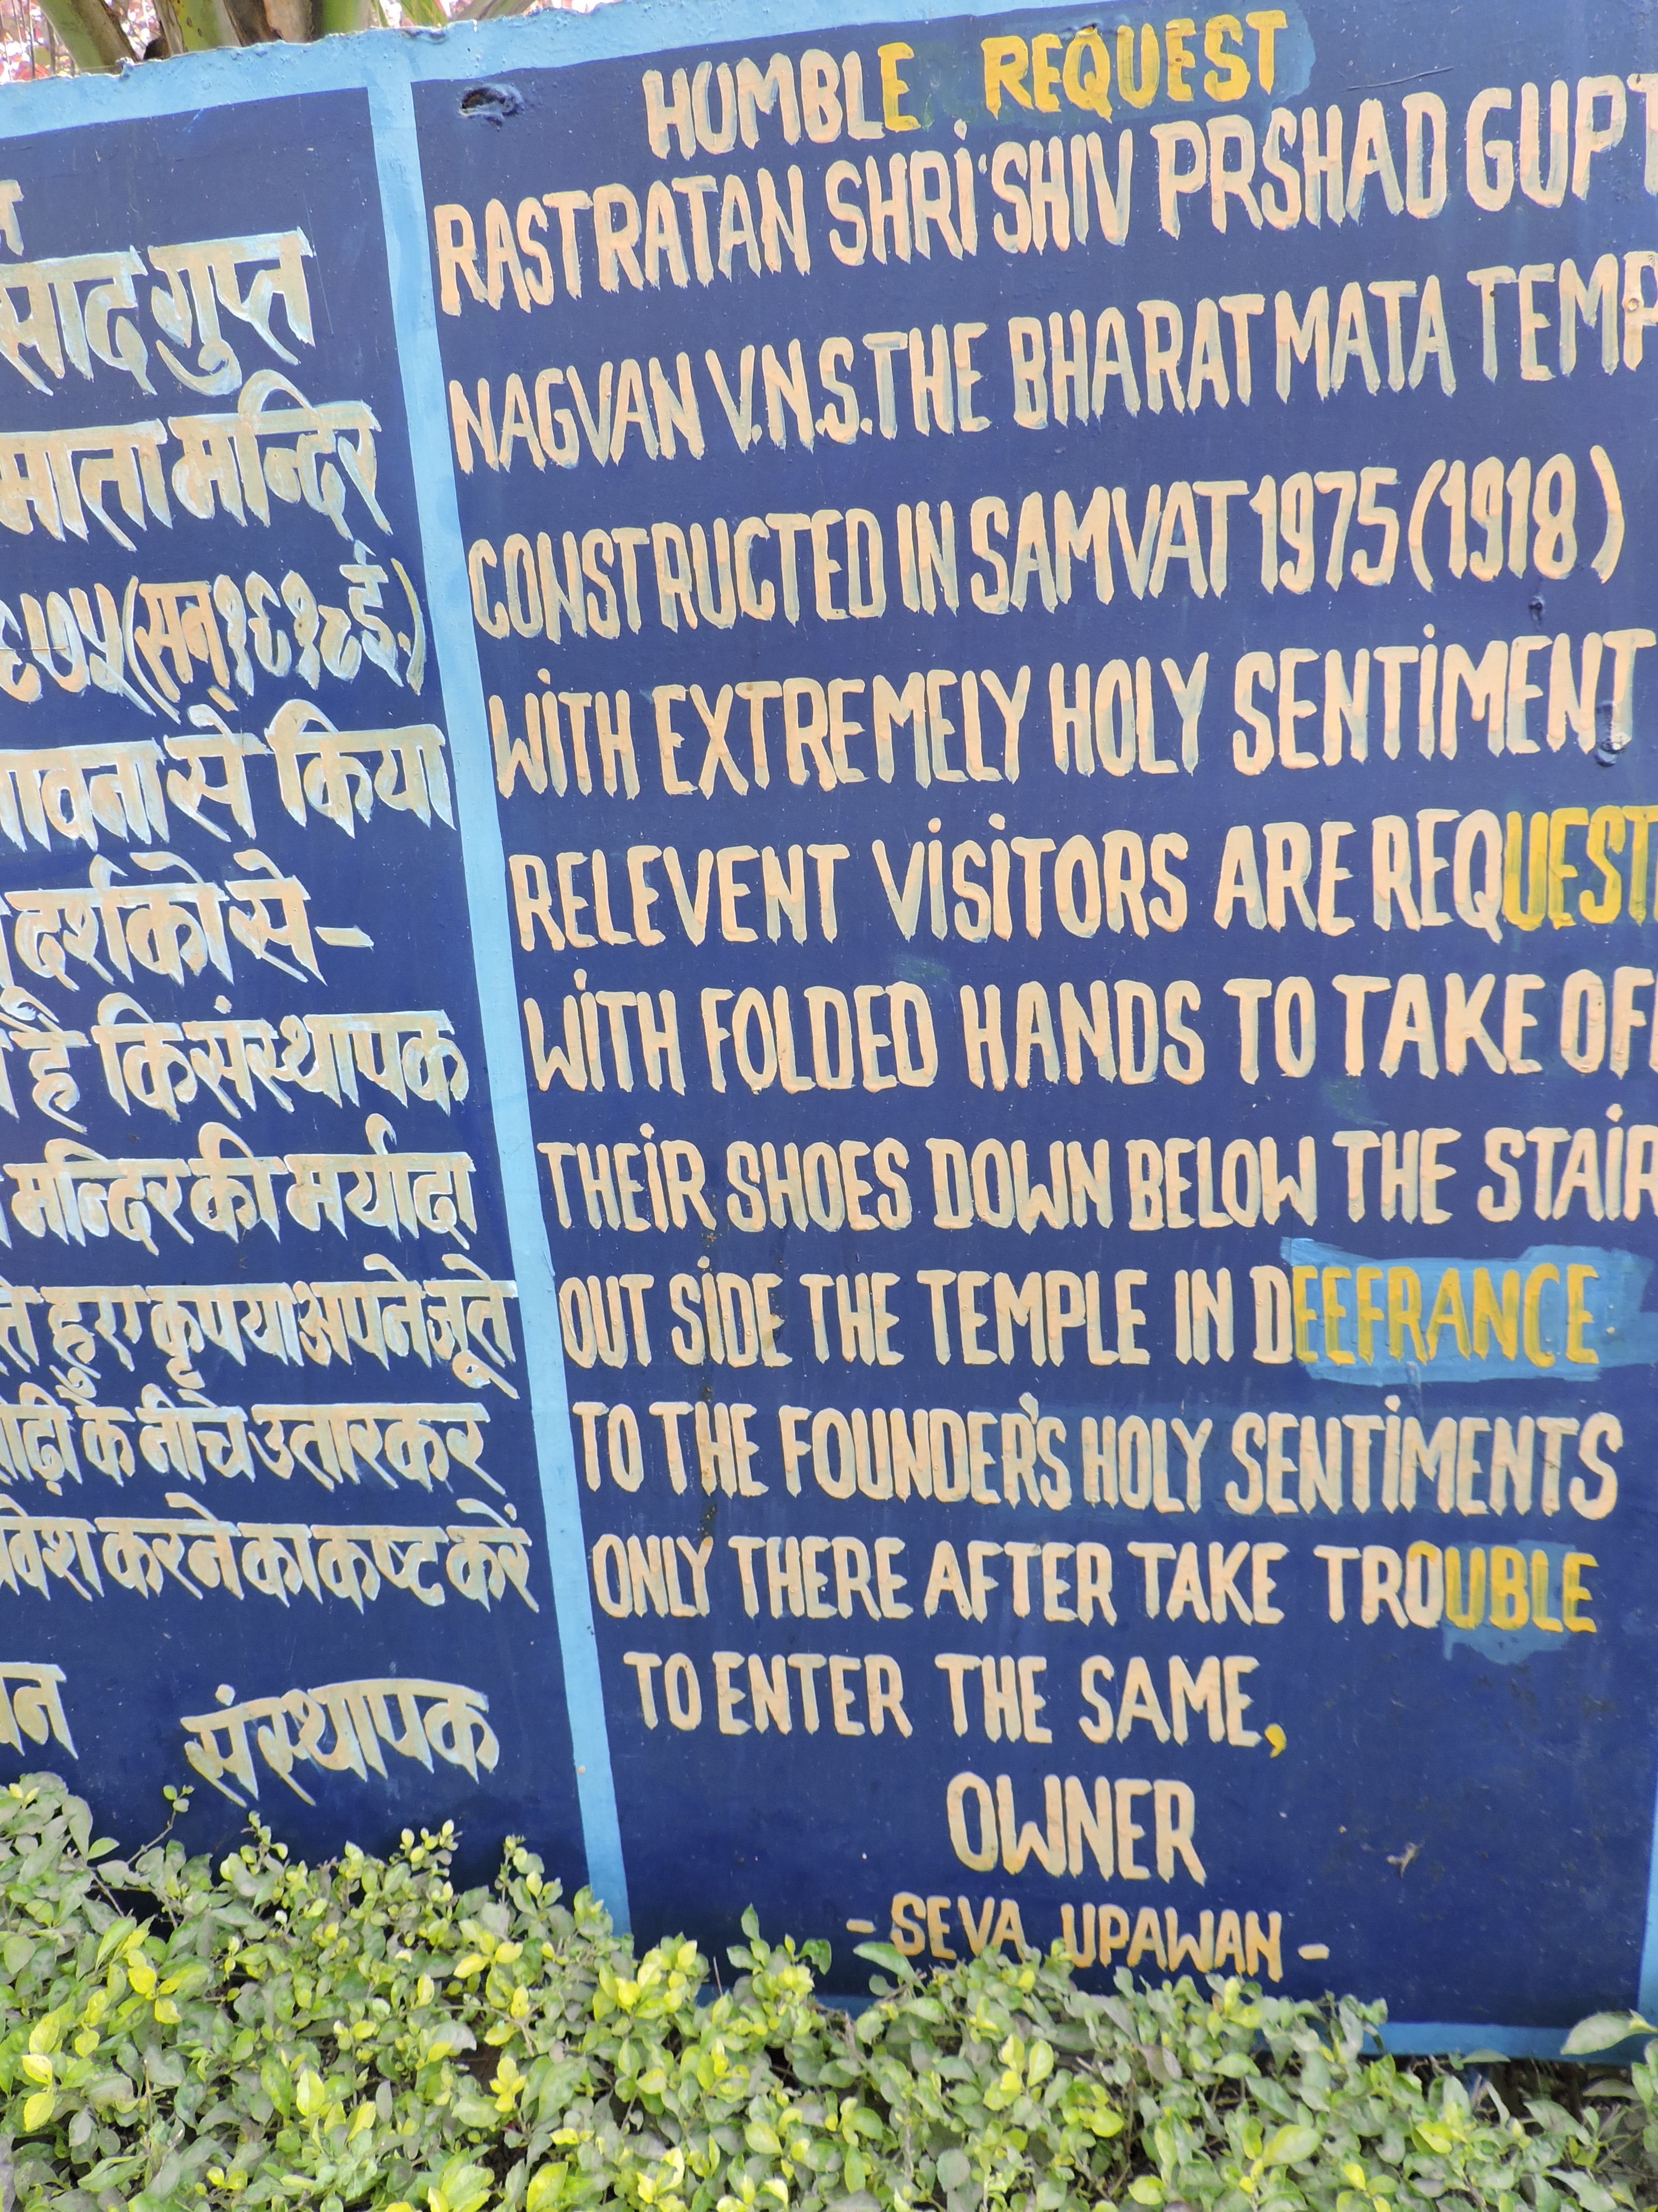 साद गुप्त
माता मन्दिर
९७५(सन् १९१८ ई.)
से किया
दर्शको से-
है कि संस्थापक
मन्दिर की मर्यादा
हुए कृपया अपने जूते
के नीचे उतारकर
करने का कष्ट करें
संस्थापक
HUMBLE REQUEST
RASTRATAN SHRI SHIV PRSHAD GUPT
NAGVAN V.N.S. THE BHARAT MATA TEMP
CONSTRUCTED IN SAMVAT 1975 (1918)
WITH EXTREMELY HOLY SENTIMENT
RELEVENT VISITORS ARE REQUEST
WITH FOLDED HANDS TO TAKE OF
THEIR SHOES DOWN BELOW THE STAIR
OUT SIDE THE TEMPLE IN DEEFRANCE
TO THE FOUNDER'S HOLY SENTIMENTS
ONLY THERE AFTER TAKE TROUBLE
TO ENTER THE SAME,
OWNER
- SEVA UPAWAN -